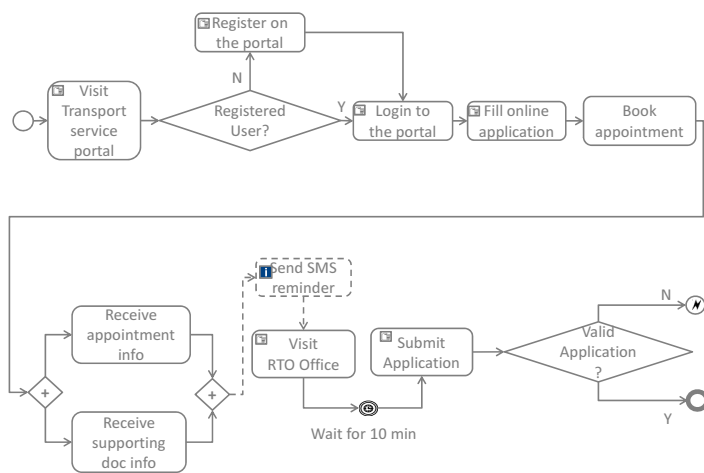 Register on
the portal
N
Visit
Transport
service
portal
Registered
User?
Y
Login to
the portal
Fill online
application
Book
appointment
Send SMS
reminder
Receive
appointment
info
Visit
RTO Office
Submit
Application
Valid
Application
?
N
Y
Receive
supporting
doc info
Wait for 10 min